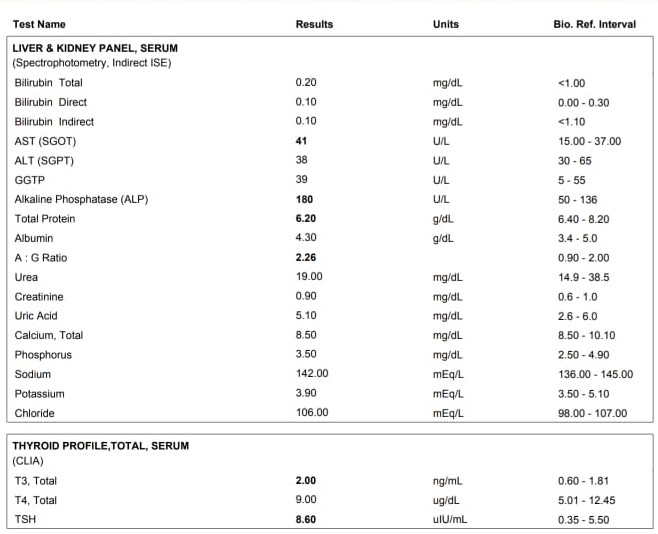 Test Name Results Units Bio. Ref. Interval
LIVER & KIDNEY PANEL, SERUM
(Spectrophotometry, Indirect ISE)
Bilirubin Total 0.20 mg/dL <1.00
Bilirubin Direct 0.10 mg/dL 0.00 - 0.30
Bilirubin Indirect 0.10 mg/dL <1.10
AST (SGOT) 41 U/L 15.00 - 37.00
ALT (SGPT) 38 U/L 30 - 65
GGTP 39 U/L 5 - 55
Alkaline Phosphatase (ALP) 180 U/L 50 - 136
Total Protein 6.20 g/dL 6.40 - 8.20
Albumin 4.30 g/dL 3.4 - 5.0
A : G Ratio 2.26 0.90 - 2.00
Urea 19.00 mg/dL 14.9 - 38.5
Creatinine 0.90 mg/dL 0.6 - 1.0
Uric Acid 5.10 mg/dL 2.6 - 6.0
Calcium, Total 8.50 mg/dL 8.50 - 10.10
Phosphorus 3.50 mg/dL 2.50 - 4.90
Sodium 142.00 mEq/L 136.00 - 145.00
Potassium 3.90 mEq/L 3.50 - 5.10
Chloride 106.00 mEq/L 98.00 - 107.00
THYROID PROFILE,TOTAL, SERUM
(CLIA)
T3, Total 2.00 ng/mL 0.60 - 1.81
T4, Total 9.00 ug/dL 5.01 - 12.45
TSH 8.60 uIU/mL 0.35 - 5.50